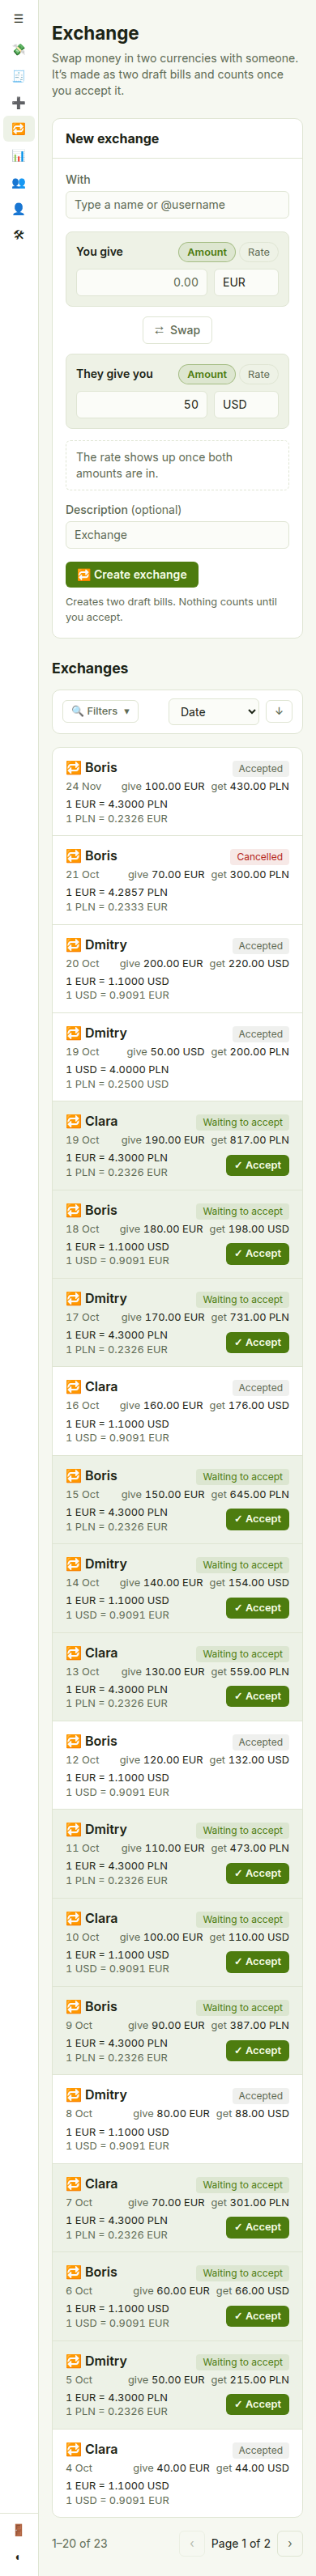 Exchange
Swap money in two currencies with someone.
It's made as two draft bills and counts once
you accept it.
New exchange
With
Type a name or @username
You give Amount Rate
0.00 EUR
⇄ Swap
They give you Amount Rate
50 USD
The rate shows up once both
amounts are in.
Description (optional)
Exchange
Create exchange
Creates two draft bills. Nothing counts until
you accept.
Exchanges
Filters ▾ Date ↓
Boris Accepted
24 Nov give 100.00 EUR get 430.00 PLN
1 EUR = 4.3000 PLN
1 PLN = 0.2326 EUR
Boris Cancelled
21 Oct give 70.00 EUR get 300.00 PLN
1 EUR = 4.2857 PLN
1 PLN = 0.2333 EUR
Dmitry Accepted
20 Oct give 200.00 EUR get 220.00 USD
1 EUR = 1.1000 USD
1 USD = 0.9091 EUR
Dmitry Accepted
19 Oct give 50.00 USD get 200.00 PLN
1 USD = 4.0000 PLN
1 PLN = 0.2500 USD
Clara Waiting to accept
19 Oct give 190.00 EUR get 817.00 PLN
1 EUR = 4.3000 PLN
1 PLN = 0.2326 EUR ✓ Accept
Boris Waiting to accept
18 Oct give 180.00 EUR get 198.00 USD
1 EUR = 1.1000 USD
1 USD = 0.9091 EUR ✓ Accept
Dmitry Waiting to accept
17 Oct give 170.00 EUR get 731.00 PLN
1 EUR = 4.3000 PLN
1 PLN = 0.2326 EUR ✓ Accept
Clara Accepted
16 Oct give 160.00 EUR get 176.00 USD
1 EUR = 1.1000 USD
1 USD = 0.9091 EUR
Boris Waiting to accept
15 Oct give 150.00 EUR get 645.00 PLN
1 EUR = 4.3000 PLN
1 PLN = 0.2326 EUR ✓ Accept
Dmitry Waiting to accept
14 Oct give 140.00 EUR get 154.00 USD
1 EUR = 1.1000 USD
1 USD = 0.9091 EUR ✓ Accept
Clara Waiting to accept
13 Oct give 130.00 EUR get 559.00 PLN
1 EUR = 4.3000 PLN
1 PLN = 0.2326 EUR ✓ Accept
Boris Accepted
12 Oct give 120.00 EUR get 132.00 USD
1 EUR = 1.1000 USD
1 USD = 0.9091 EUR
Dmitry Waiting to accept
11 Oct give 110.00 EUR get 473.00 PLN
1 EUR = 4.3000 PLN
1 PLN = 0.2326 EUR ✓ Accept
Clara Waiting to accept
10 Oct give 100.00 EUR get 110.00 USD
1 EUR = 1.1000 USD
1 USD = 0.9091 EUR ✓ Accept
Boris Waiting to accept
9 Oct give 90.00 EUR get 387.00 PLN
1 EUR = 4.3000 PLN
1 PLN = 0.2326 EUR ✓ Accept
Dmitry Accepted
8 Oct give 80.00 EUR get 88.00 USD
1 EUR = 1.1000 USD
1 USD = 0.9091 EUR
Clara Waiting to accept
7 Oct give 70.00 EUR get 301.00 PLN
1 EUR = 4.3000 PLN
1 PLN = 0.2326 EUR ✓ Accept
Boris Waiting to accept
6 Oct give 60.00 EUR get 66.00 USD
1 EUR = 1.1000 USD
1 USD = 0.9091 EUR ✓ Accept
Dmitry Waiting to accept
5 Oct give 50.00 EUR get 215.00 PLN
1 EUR = 4.3000 PLN
1 PLN = 0.2326 EUR ✓ Accept
Clara Accepted
4 Oct give 40.00 EUR get 44.00 USD
1 EUR = 1.1000 USD
1 USD = 0.9091 EUR
1–20 of 23 ‹ Page 1 of 2 ›